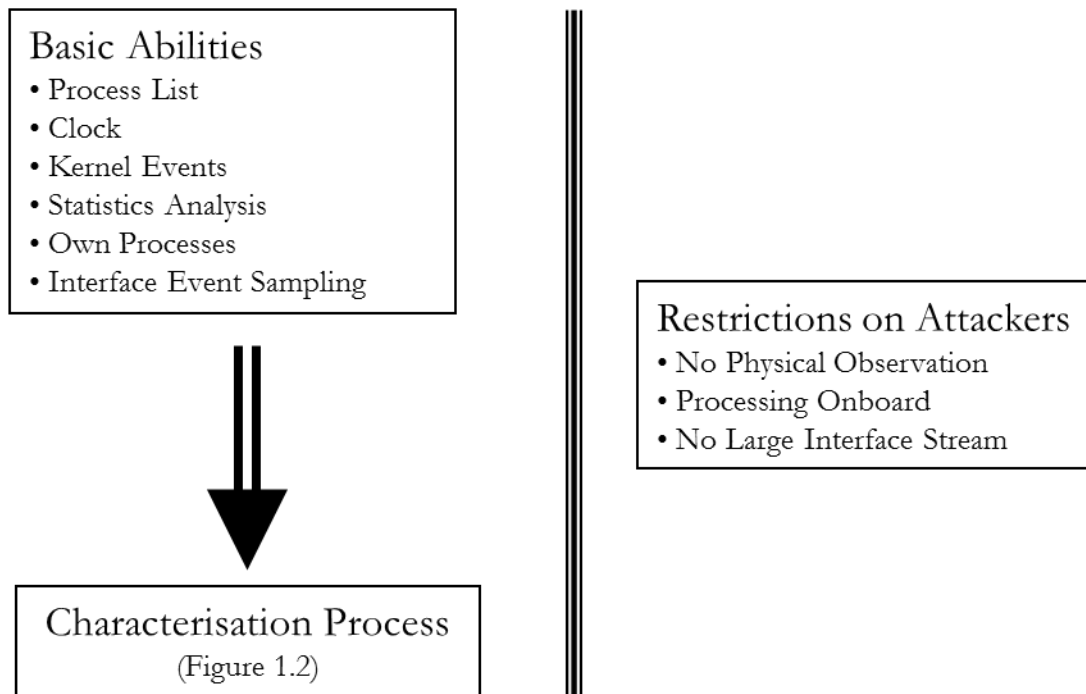 Basic Abilities
• Process List
• Clock
• Kernel Events
• Statistics Analysis
• Own Processes
• Interface Event Sampling
Characterisation Process
(Figure 1.2)
Restrictions on Attackers
• No Physical Observation
• Processing Onboard
• No Large Interface Stream